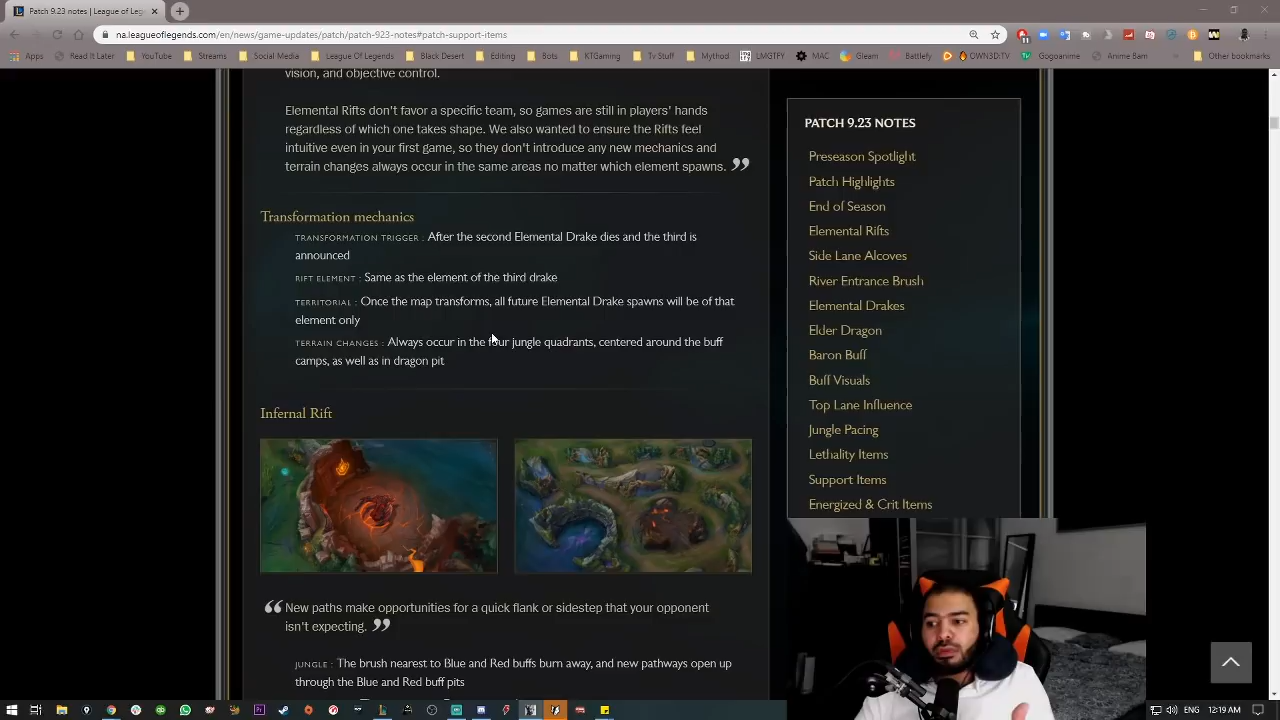 Patch 9.23 notes | League of Leg
na.leagueoflegends.com/en/news/game-updates/patch/patch-923-notes#patch-support-items
Apps Read It Later YouTube Streams Social Media League Of Legends Black Desert Editing Bots KTGaming Tv Stuff Mythod LMGTFY MAC Gleam Battlefy OWN3D.TV Gogoanime Anime Bam Other bookmarks
vision, and objective control.
Elemental Rifts don't favor a specific team, so games are still in players' hands
regardless of which one takes shape. We also wanted to ensure the Rifts feel
intuitive even in your first game, so they don't introduce any new mechanics and
terrain changes always occur in the same areas no matter which element spawns. ”
Transformation mechanics
TRANSFORMATION TRIGGER : After the second Elemental Drake dies and the third is
announced
RIFT ELEMENT : Same as the element of the third drake
TERRITORIAL : Once the map transforms, all future Elemental Drake spawns will be of that
element only
TERRAIN CHANGES : Always occur in the four jungle quadrants, centered around the buff
camps, as well as in dragon pit
Infernal Rift
“ New paths make opportunities for a quick flank or sidestep that your opponent
isn't expecting. ”
JUNGLE : The brush nearest to Blue and Red buffs burn away, and new pathways open up
through the Blue and Red buff pits
PATCH 9.23 NOTES
Preseason Spotlight
Patch Highlights
End of Season
Elemental Rifts
Side Lane Alcoves
River Entrance Brush
Elemental Drakes
Elder Dragon
Baron Buff
Buff Visuals
Top Lane Influence
Jungle Pacing
Lethality Items
Support Items
Energized & Crit Items
ENG 12:19 AM